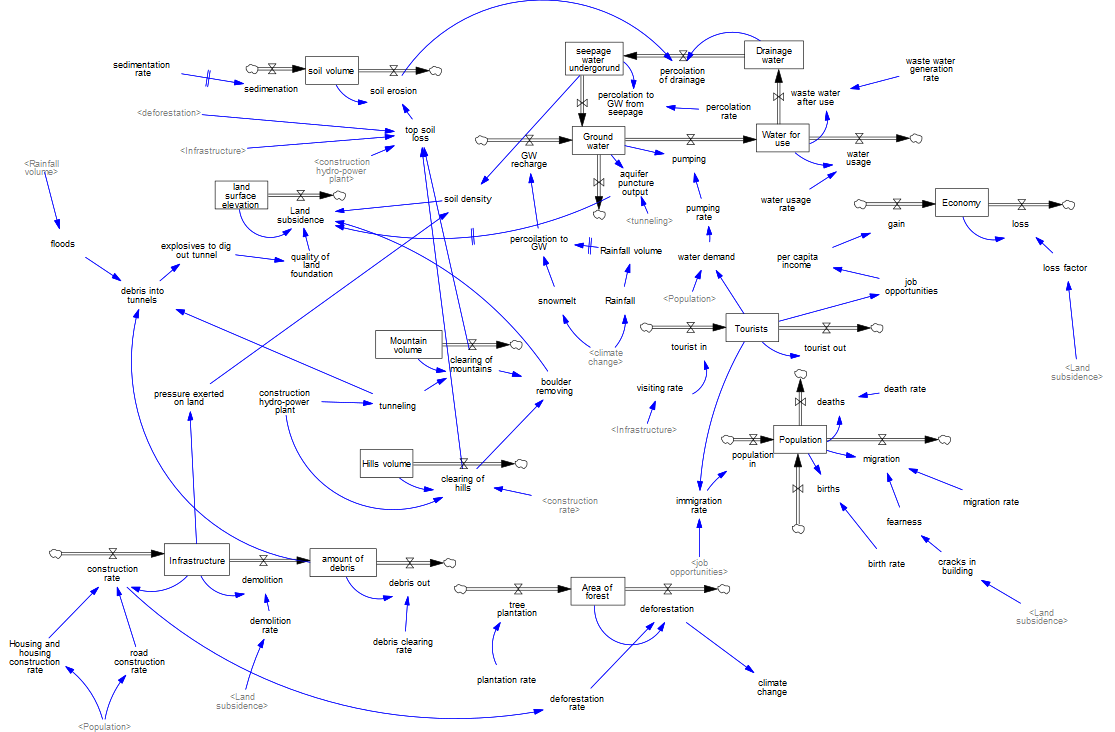 sedimentation
rate
soil volume
sedimenation
soil erosion
seepage
water
undergorund
Drainage
water
percolation
of drainage
waste water
generation
rate
percolation to
GW from
seepage
percolation
rate
waste water
after use
<deforestation>
<Infrastructure>
<construction
hydro-power
plant>
top soil
loss
GW
recharge
Ground
water
pumping
Water for
use
water
usage
aquifer
puncture
output
<Rainfall
volume>
land
surface
elevation
Land
subsidence
soil density
<tunneling>
pumping
rate
water usage
rate
Economy
gain
loss
floods
explosives to dig
out tunnel
quality of
land
foundation
percoilation to
GW
Rainfall volume
water demand
per capita
income
loss factor
debris into
tunnels
snowmelt
Rainfall
<Population>
job
opportunities
Mountain
volume
clearing of
mountains
<climate
change>
Tourists
tourist in
tourist out
<Land
subsidence>
pressure exerted
on land
construction
hydro-power
plant
tunneling
boulder
removing
visiting rate
<Infrastructure>
deaths
death rate
Population
population
in
migration
births
Hills volume
clearing of
hills
<construction
rate>
immigration
rate
migration rate
fearness
birth rate
cracks in
building
<job
opportunities>
<Land
subsidence>
Infrastructure
construction
rate
demolition
amount of
debris
debris out
Area of
forest
tree
plantation
deforestation
demolition
rate
debris clearing
rate
Housing and
housing
construction
rate
road
construction
rate
plantation rate
deforestation
rate
climate
change
<Land
subsidence>
<Population>